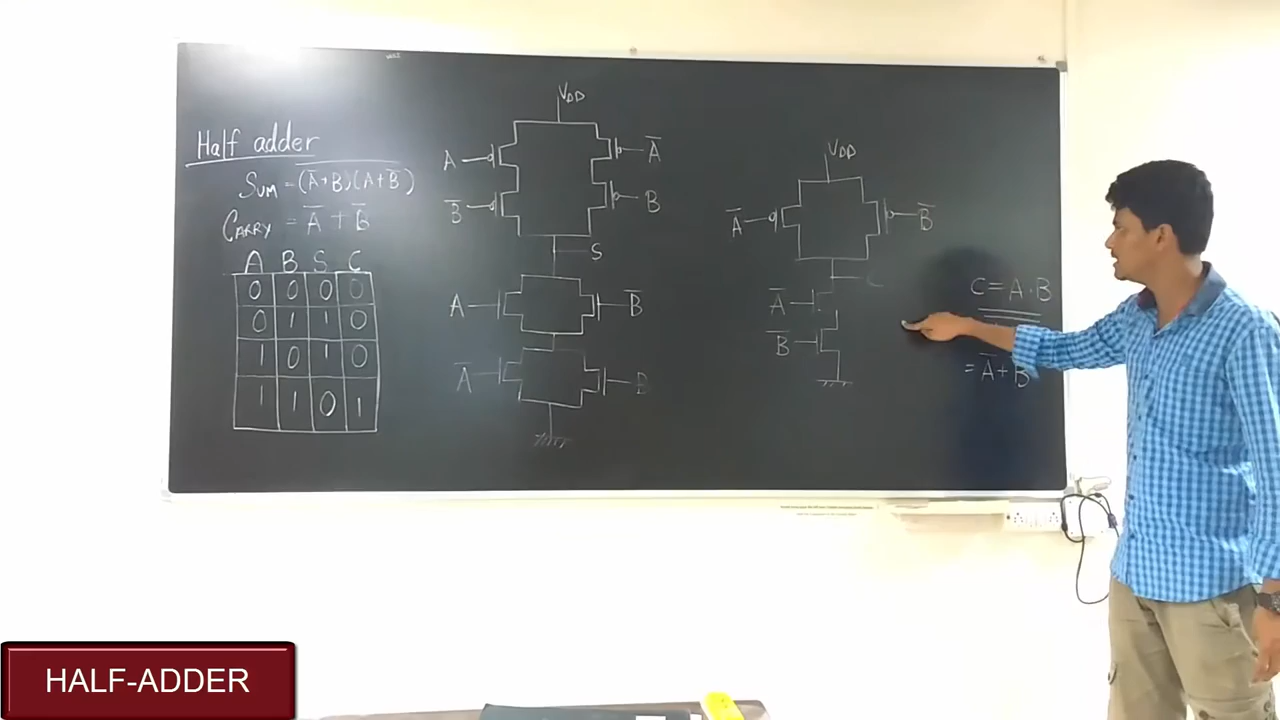 Half adder
SUM = (A̅+B)(A+B̅)
CARRY = A̅ + B̅
A B S C
0 0 0 0
0 1 1 0
1 0 1 0
1 1 0 1
VDD
A A̅
B̅ B
S
A B̅
A̅ B
VDD
A̅ B̅
C
A̅
B̅
C = A · B
= A̅ + B̅
HALF-ADDER